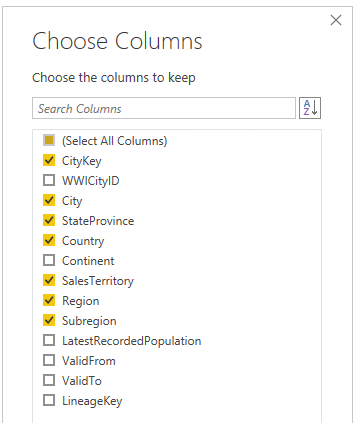 Choose Columns
Choose the columns to keep
Search Columns
A
Z
(Select All Columns)
CityKey
WWICityID
City
StateProvince
Country
Continent
SalesTerritory
Region
Subregion
LatestRecordedPopulation
ValidFrom
ValidTo
LineageKey